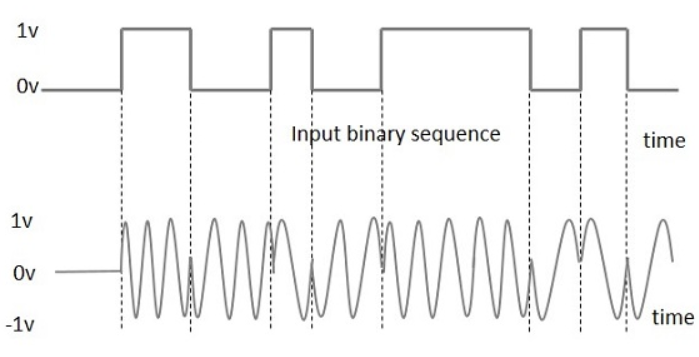 1v
0v
Input binary sequence
time
1v
0v
-1v
time